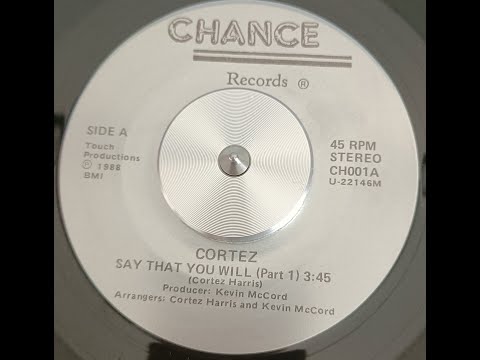 CHANCE
Records ®
SIDE A
Touch
Productions
℗ 1988
BMI
45 RPM
STEREO
CH001A
U-22146M
CORTEZ
SAY THAT YOU WILL (Part 1) 3:45
(Cortez Harris)
Producer: Kevin McCord
Arrangers: Cortez Harris and Kevin McCord